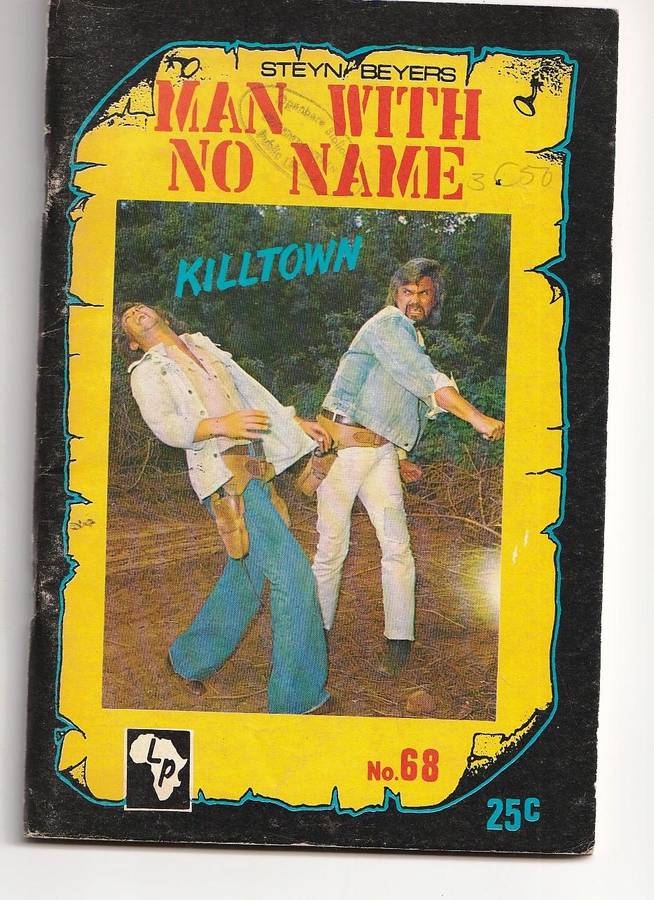 STEYN BEYERS
MAN WITH
NO NAME
KILLTOWN
LP
No.68
25c